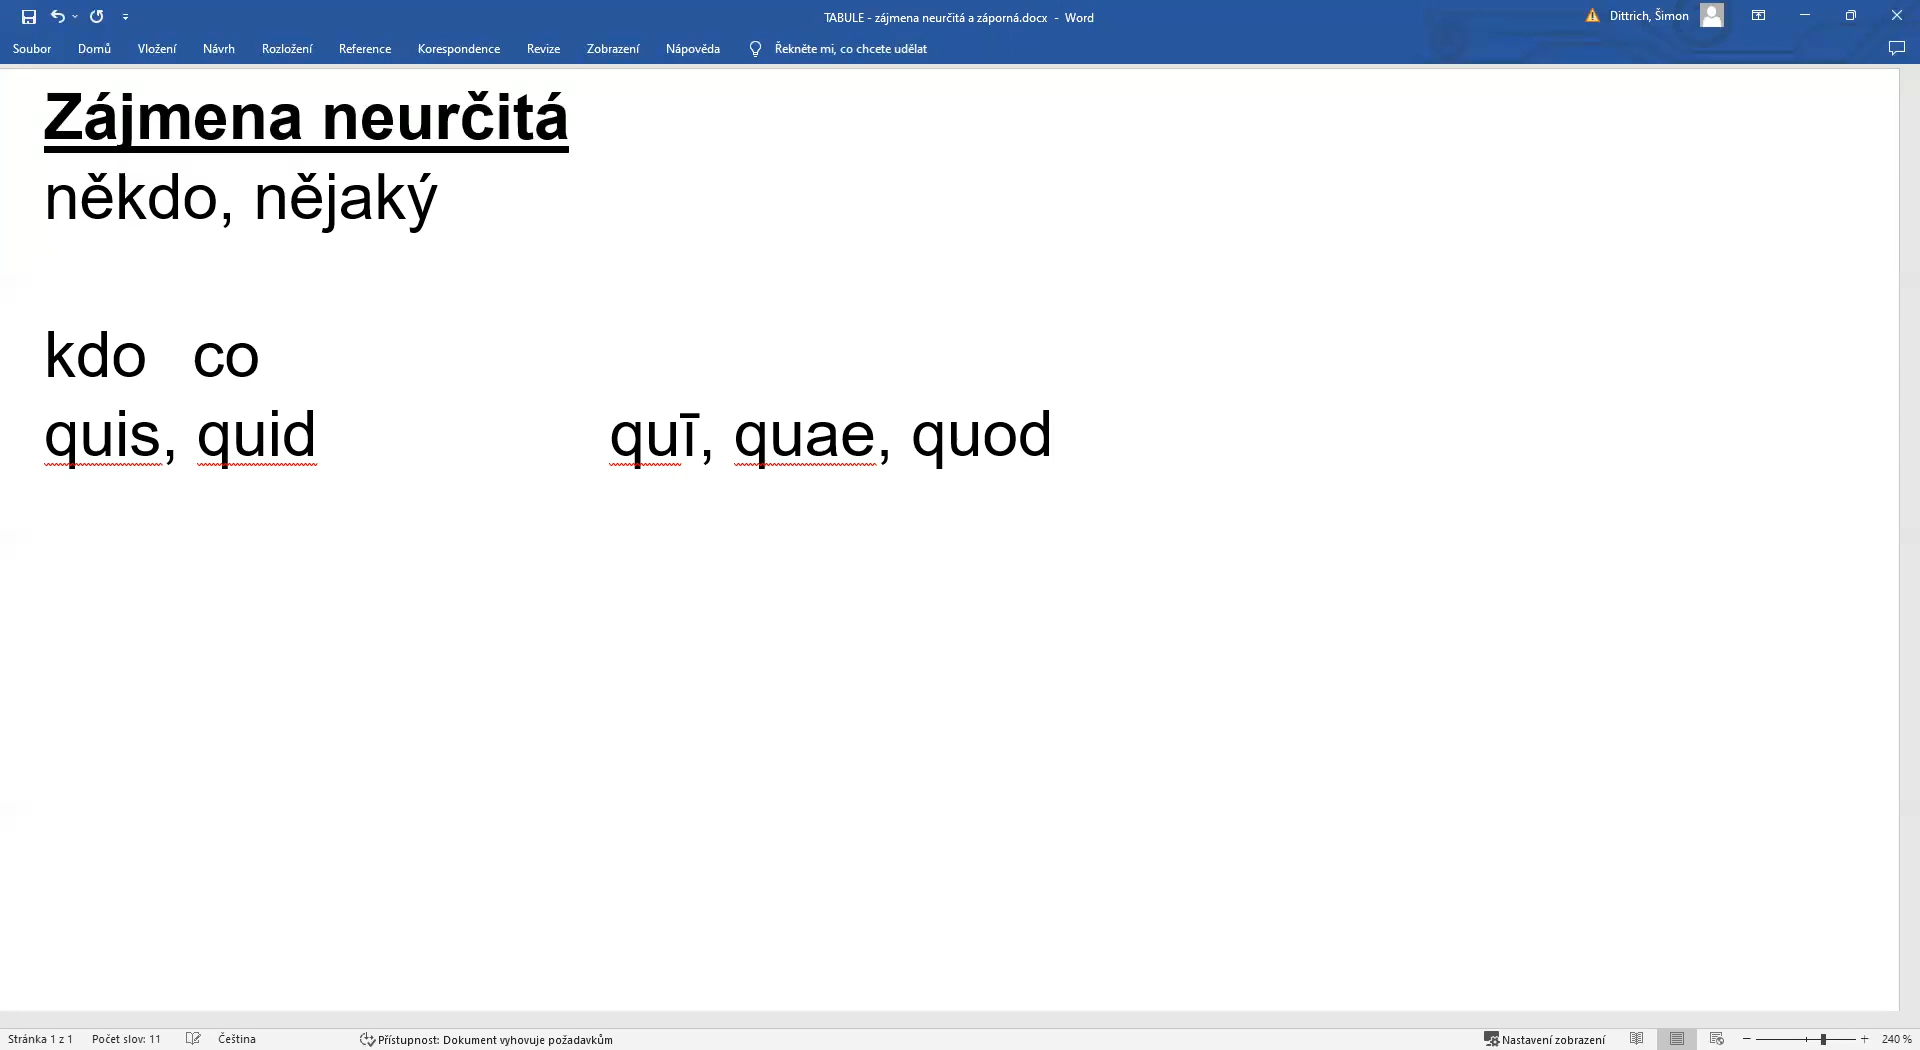 TABULE - zájmena neurčitá a záporná.docx - Word
Dittrich, Šimon
Soubor Domů Vložení Návrh Rozložení Reference Korespondence Revize Zobrazení Nápověda Řekněte mi, co chcete udělat
Zájmena neurčitá
někdo, nějaký
kdo co
quis, quid quī, quae, quod
Stránka 1 z 1 Počet slov: 11 Čeština Přístupnost: Dokument vyhovuje požadavkům Nastavení zobrazení 240 %